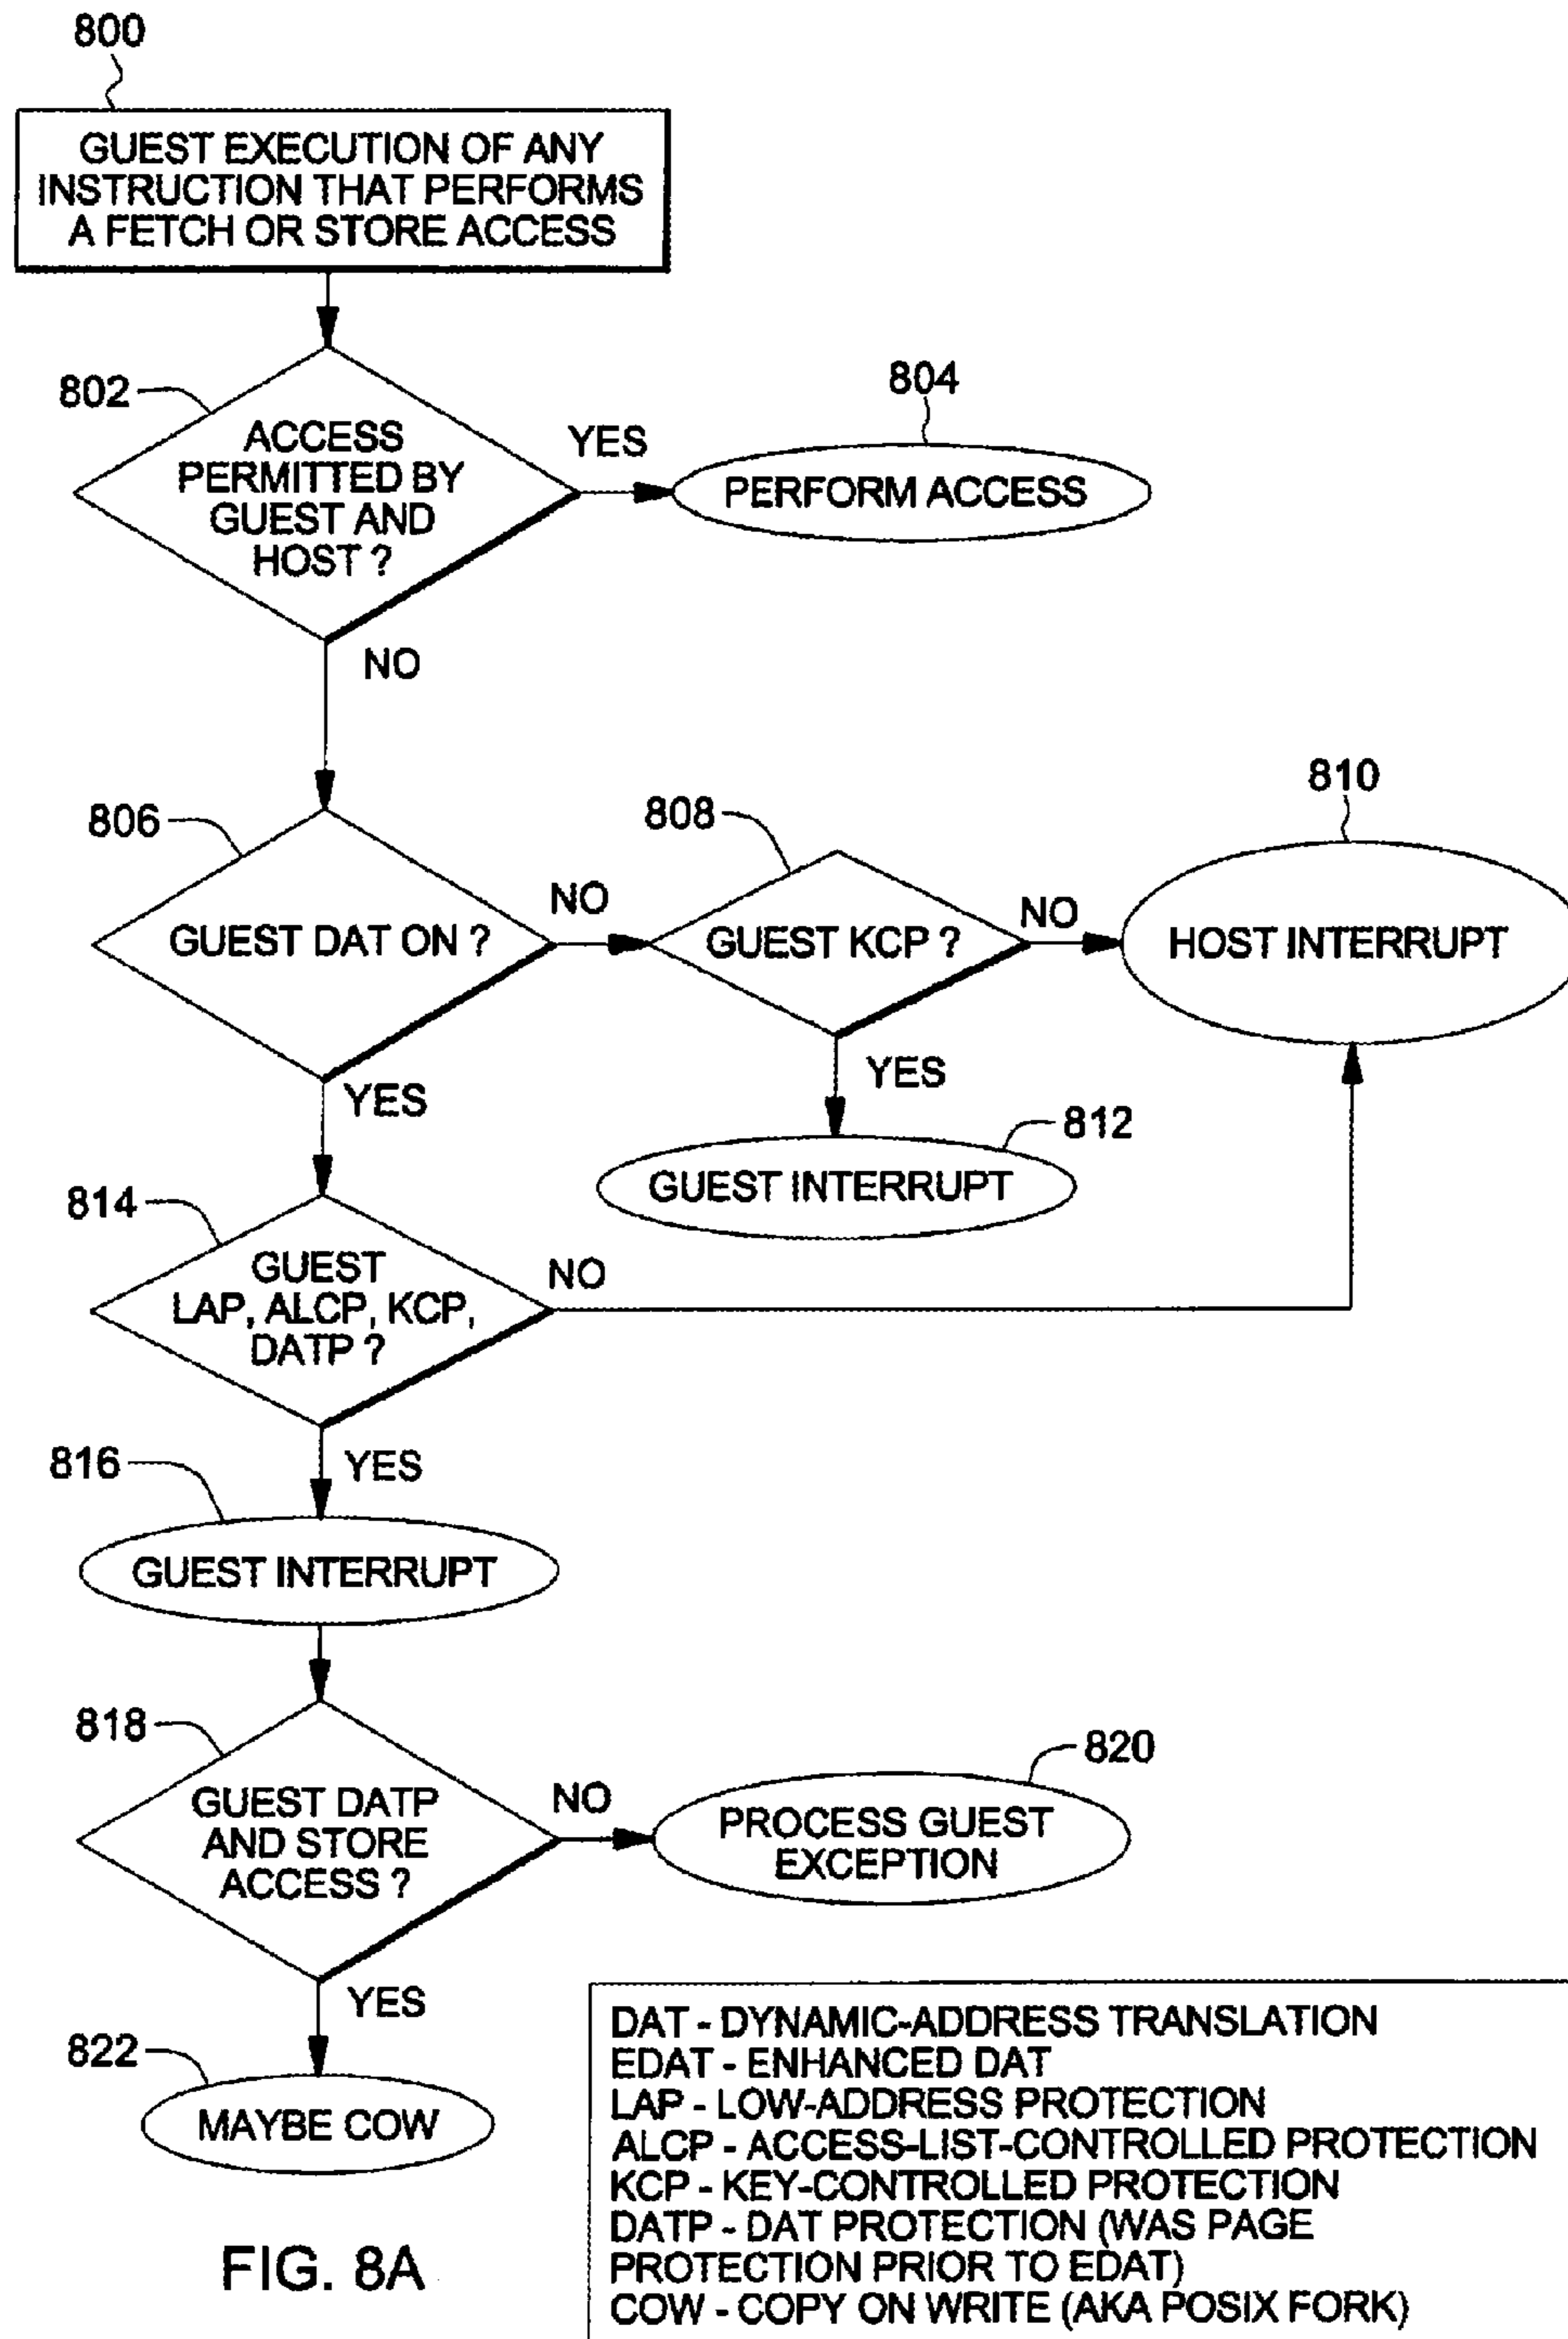 800
GUEST EXECUTION OF ANY
INSTRUCTION THAT PERFORMS
A FETCH OR STORE ACCESS
802
ACCESS
PERMITTED BY
GUEST AND
HOST ?
YES
804
PERFORM ACCESS
NO
806
GUEST DAT ON ?
NO
808
GUEST KCP ?
NO
810
HOST INTERRUPT
YES
YES
812
GUEST INTERRUPT
814
GUEST
LAP, ALCP, KCP,
DATP ?
NO
YES
816
GUEST INTERRUPT
818
GUEST DATP
AND STORE
ACCESS ?
NO
820
PROCESS GUEST
EXCEPTION
YES
822
MAYBE COW
DAT - DYNAMIC-ADDRESS TRANSLATION
EDAT - ENHANCED DAT
LAP - LOW-ADDRESS PROTECTION
ALCP - ACCESS-LIST-CONTROLLED PROTECTION
KCP - KEY-CONTROLLED PROTECTION
DATP - DAT PROTECTION (WAS PAGE
PROTECTION PRIOR TO EDAT)
COW - COPY ON WRITE (AKA POSIX FORK)
FIG. 8A